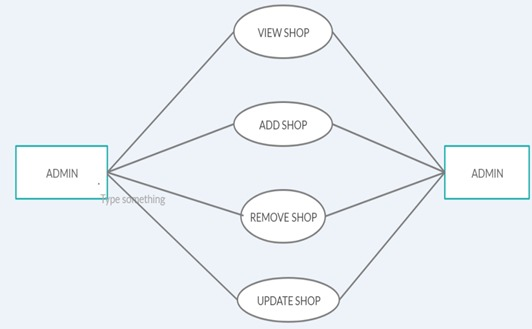 VIEW SHOP
ADD SHOP
ADMIN
ADMIN
Type something
REMOVE SHOP
UPDATE SHOP